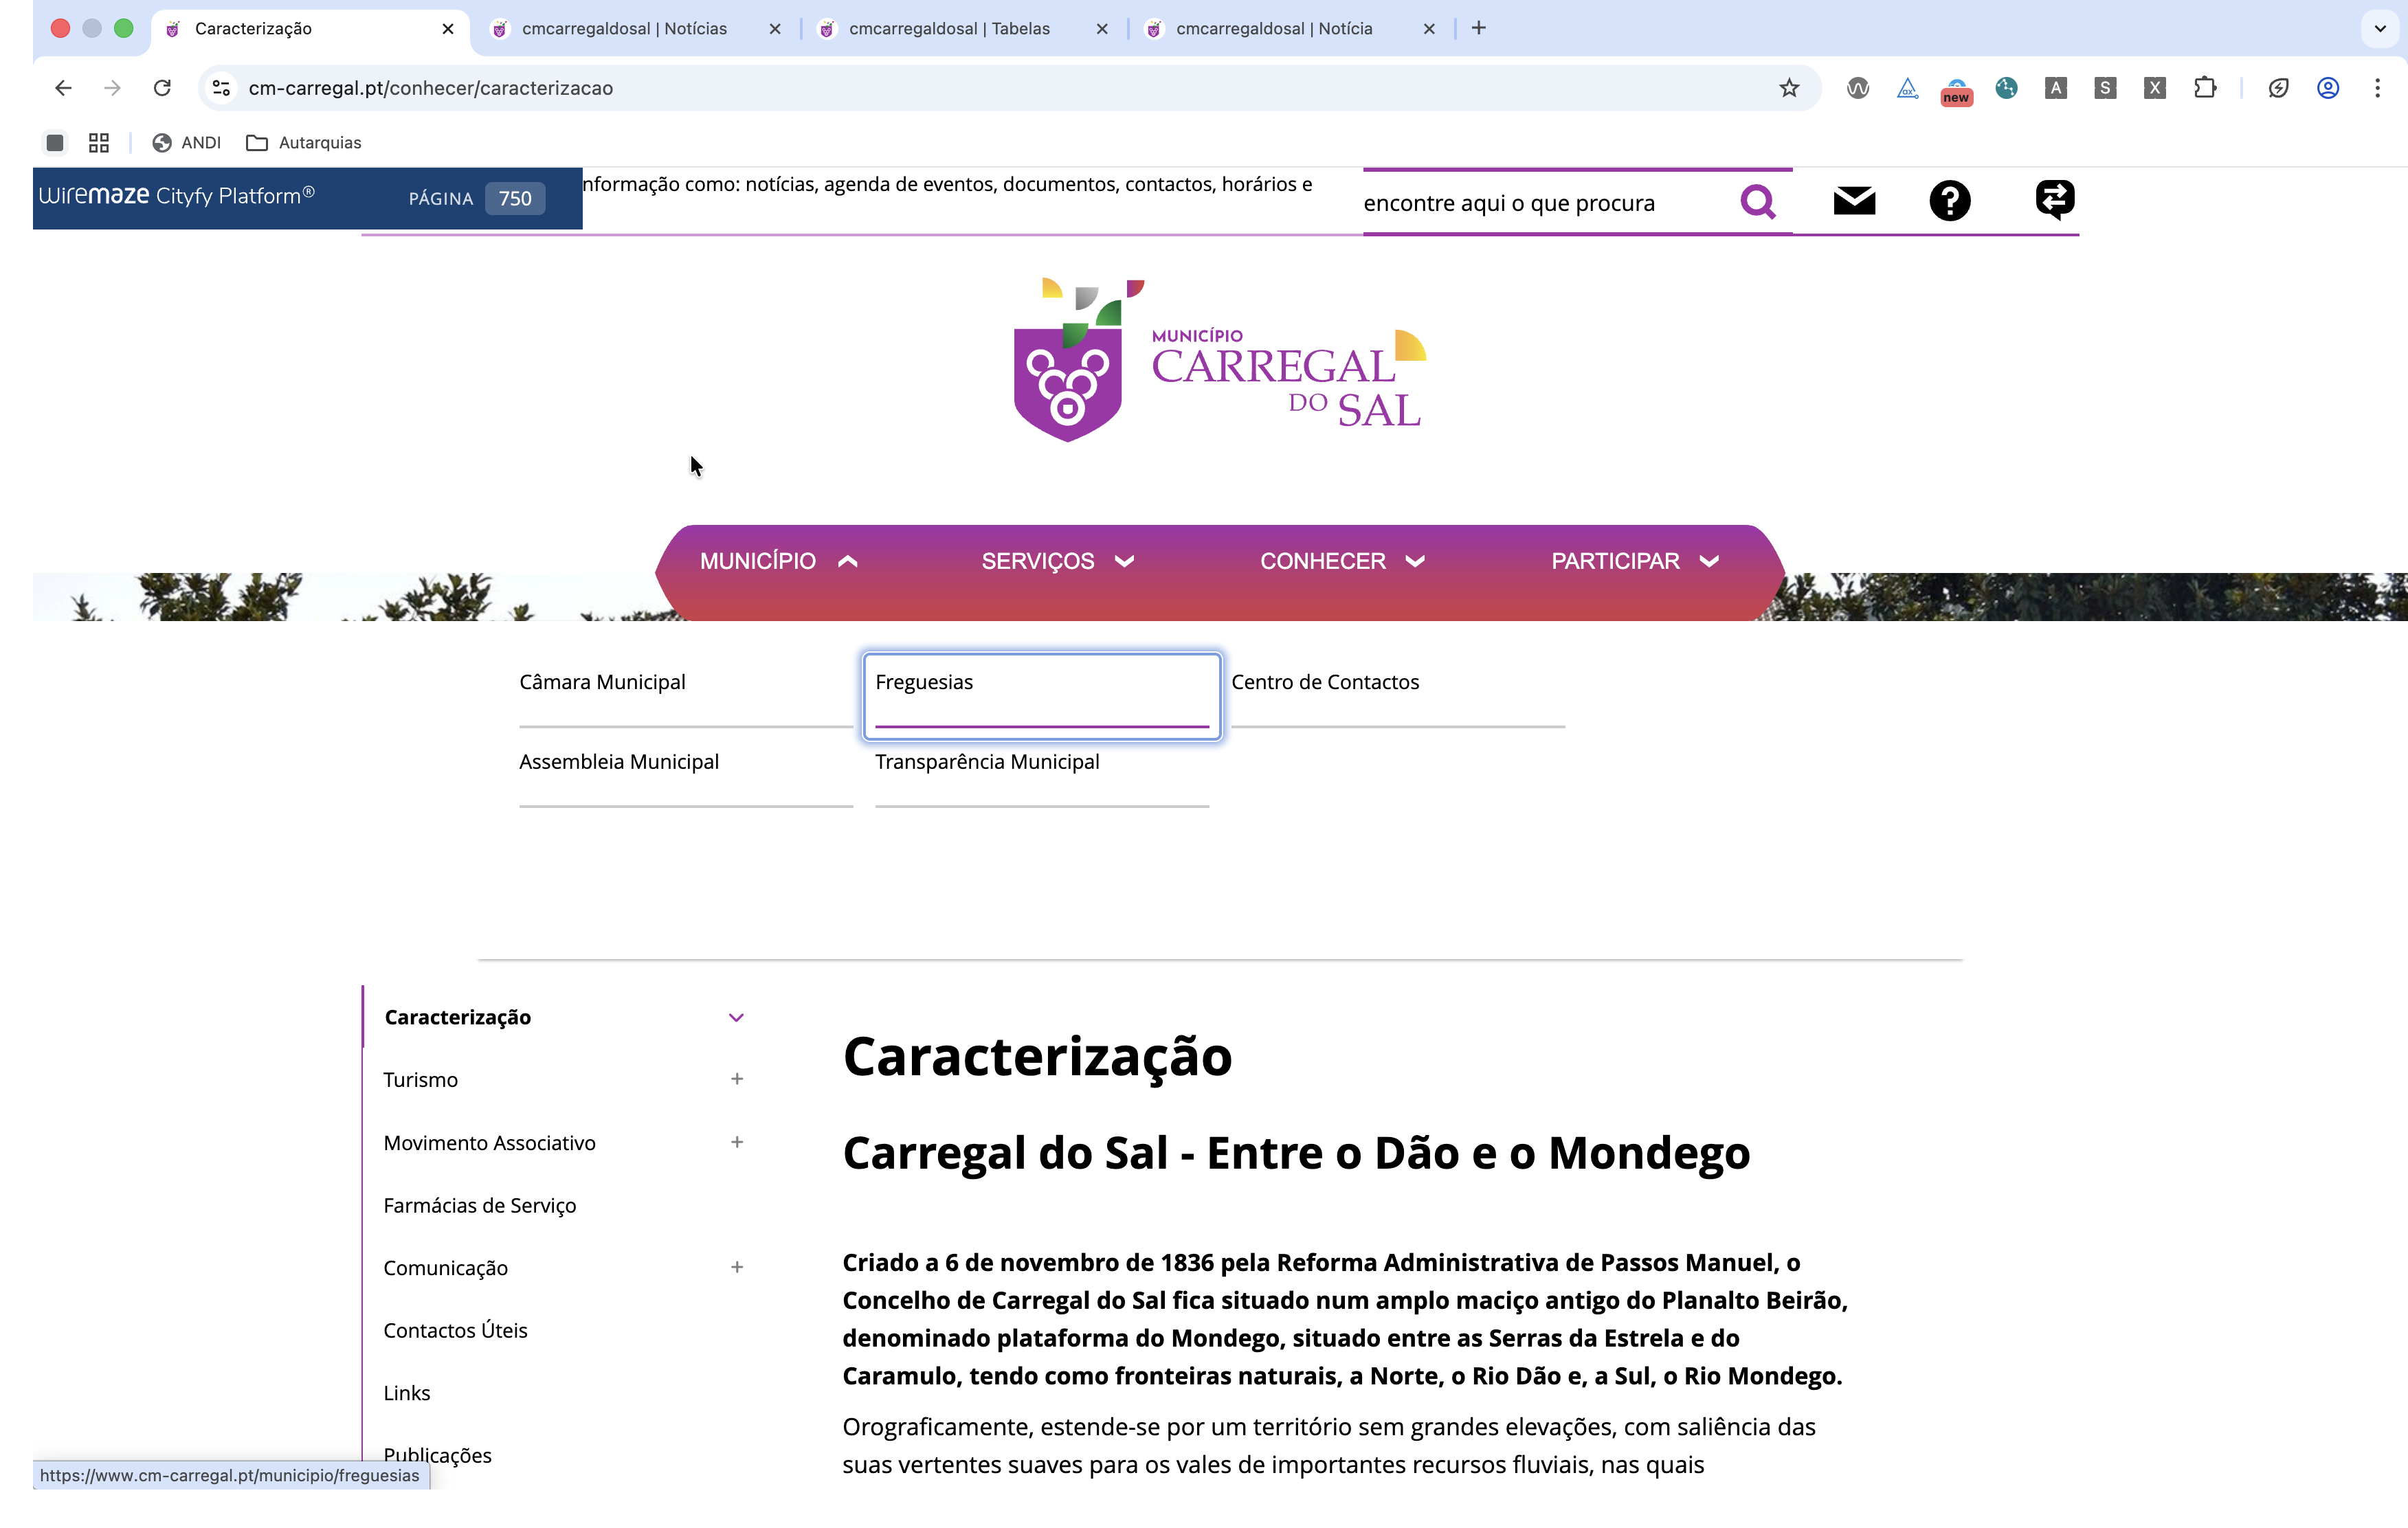 Caracterização
cmcarregaldosal | Notícias
cmcarregaldosal | Tabelas
cmcarregaldosal | Notícia
cm-carregal.pt/conhecer/caracterizacao
new
A
S
X
ANDI
Autarquias
wiremaze Cityfy Platform®
PÁGINA 750
nformação como: notícias, agenda de eventos, documentos, contactos, horários e
encontre aqui o que procura
MUNICÍPIO
CARREGAL
DO SAL
MUNICÍPIO
SERVIÇOS
CONHECER
PARTICIPAR
Câmara Municipal
Freguesias
Centro de Contactos
Assembleia Municipal
Transparência Municipal
Caracterização
Turismo
Movimento Associativo
Farmácias de Serviço
Comunicação
Contactos Úteis
Links
Publicações
Caracterização
Carregal do Sal - Entre o Dão e o Mondego
Criado a 6 de novembro de 1836 pela Reforma Administrativa de Passos Manuel, o
Concelho de Carregal do Sal fica situado num amplo maciço antigo do Planalto Beirão,
denominado plataforma do Mondego, situado entre as Serras da Estrela e do
Caramulo, tendo como fronteiras naturais, a Norte, o Rio Dão e, a Sul, o Rio Mondego.
Orograficamente, estende-se por um território sem grandes elevações, com saliência das
suas vertentes suaves para os vales de importantes recursos fluviais, nas quais
https://www.cm-carregal.pt/municipio/freguesias